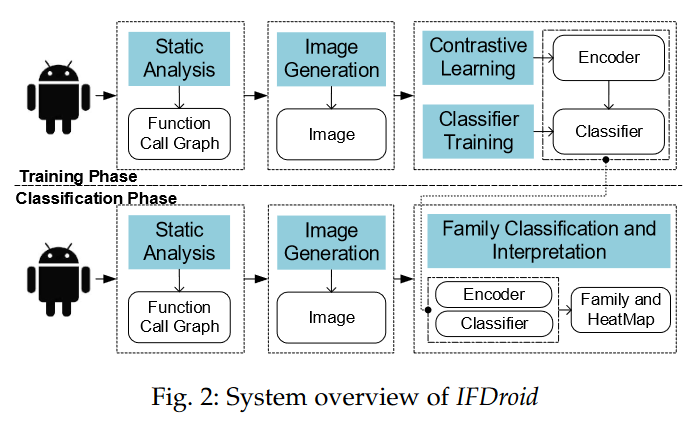 Static
Analysis
Function
Call Graph
Image
Generation
Image
Contrastive
Learning
Encoder
Classifier
Training
Classifier
Training Phase
Classification Phase
Static
Analysis
Function
Call Graph
Image
Generation
Image
Family Classification and
Interpretation
Encoder
Classifier
Family and
HeatMap
Fig. 2: System overview of IFDroid